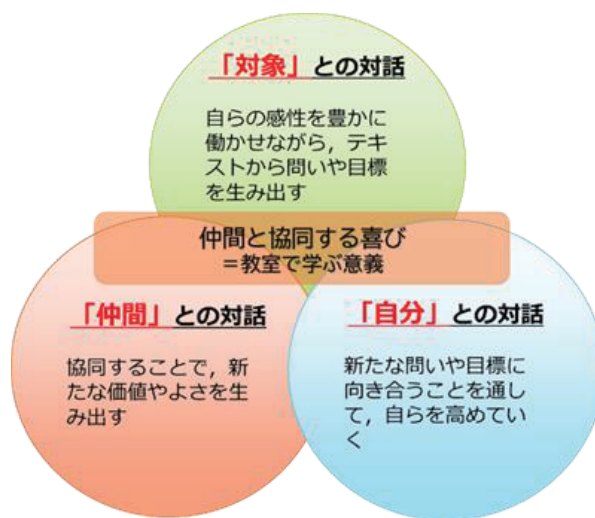 「対象」との対話
自らの感性を豊かに
働かせながら，テキ
ストから問いや目標
を生み出す
仲間と協同する喜び
＝教室で学ぶ意義
「仲間」との対話
協同することで，新
たな価値やよさを生
み出す
「自分」との対話
新たな問いや目標に
向き合うことを通し
て，自らを高めてい
く